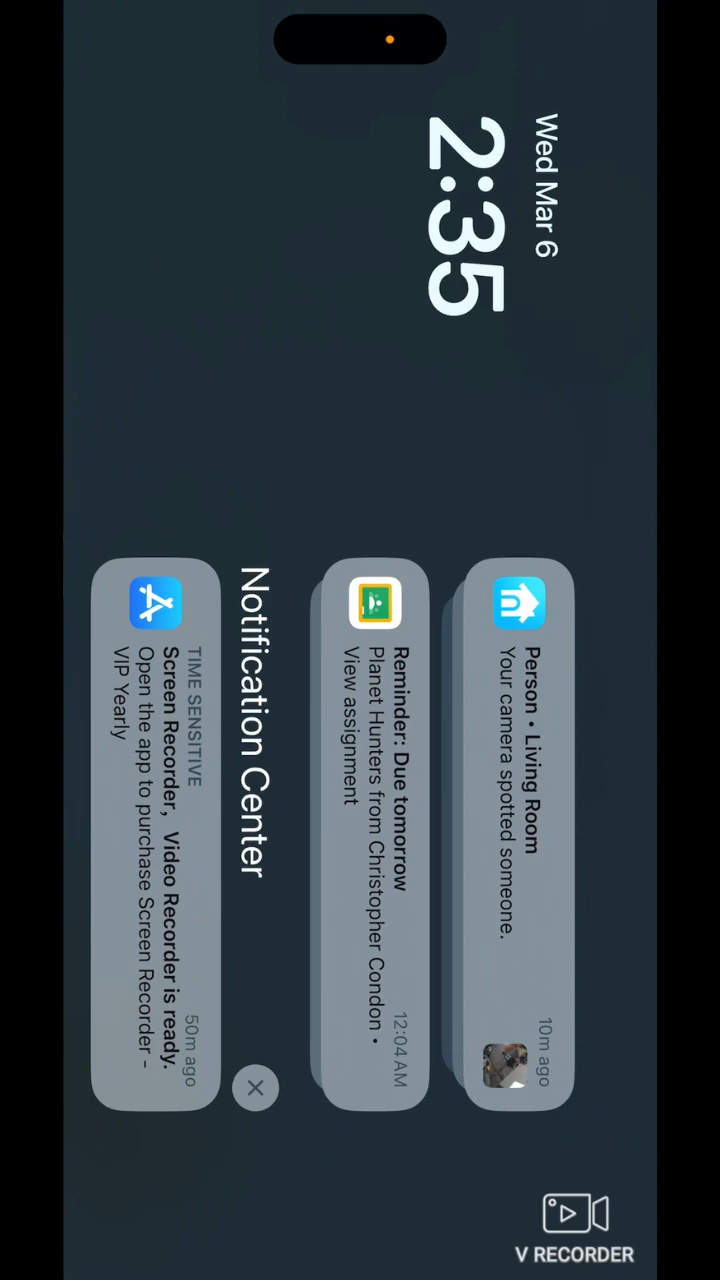 Wed Mar 6
2:35
Person • Living Room
10m ago
Your camera spotted someone.
Reminder: Due tomorrow
12:04 AM
Planet Hunters from Christopher Condon •
View assignment
Notification Center
TIME SENSITIVE
50m ago
Screen Recorder, Video Recorder is ready.
Open the app to purchase Screen Recorder -
VIP Yearly
V RECORDER